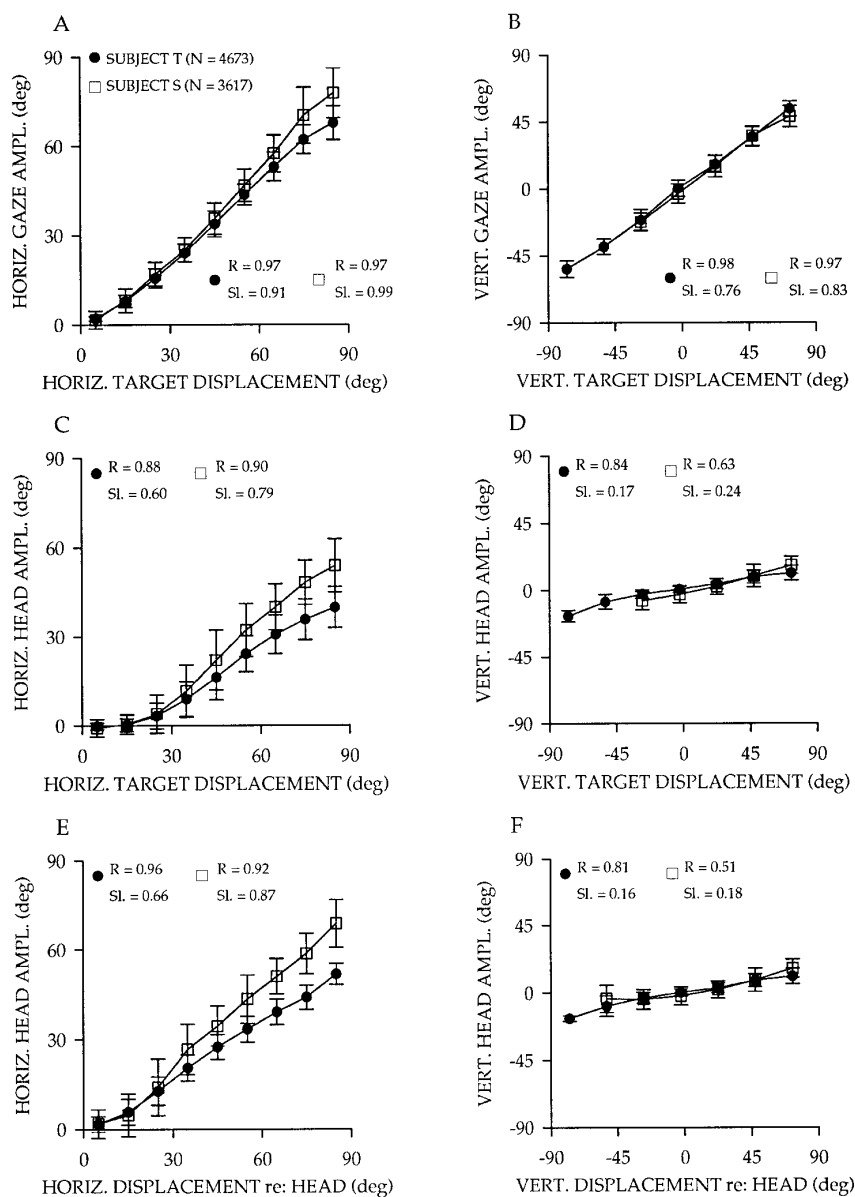 A
HORIZ. GAZE AMPL. (deg)
90
60
30
0
SUBJECT T (N = 4673)
SUBJECT S (N = 3617)
R = 0.97
Sl. = 0.91
R = 0.97
Sl. = 0.99
0 30 60 90
HORIZ. TARGET DISPLACEMENT (deg)
B
VERT. GAZE AMPL. (deg)
90
45
0
-45
-90
R = 0.98
Sl. = 0.76
R = 0.97
Sl. = 0.83
-90 -45 0 45 90
VERT. TARGET DISPLACEMENT (deg)
C
HORIZ. HEAD AMPL. (deg)
90
60
30
0
R = 0.88
Sl. = 0.60
R = 0.90
Sl. = 0.79
0 30 60 90
HORIZ. TARGET DISPLACEMENT (deg)
D
VERT. HEAD AMPL. (deg)
90
45
0
-45
-90
R = 0.84
Sl. = 0.17
R = 0.63
Sl. = 0.24
-90 -45 0 45 90
VERT. TARGET DISPLACEMENT (deg)
E
HORIZ. HEAD AMPL. (deg)
90
60
30
0
R = 0.96
Sl. = 0.66
R = 0.92
Sl. = 0.87
0 30 60 90
HORIZ. DISPLACEMENT re: HEAD (deg)
F
VERT. HEAD AMPL. (deg)
90
45
0
-45
-90
R = 0.81
Sl. = 0.16
R = 0.51
Sl. = 0.18
-90 -45 0 45 90
VERT. DISPLACEMENT re: HEAD (deg)